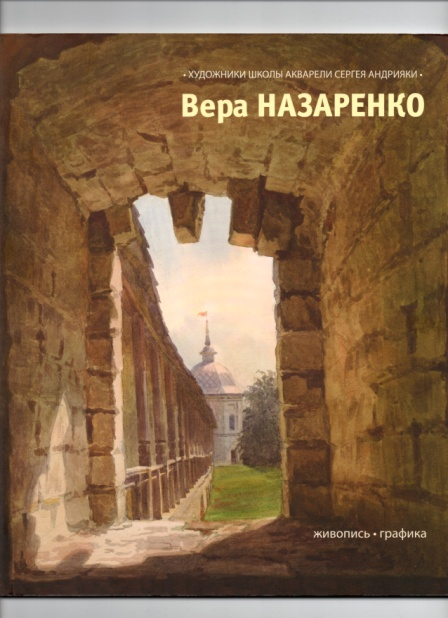 • ХУДОЖНИКИ ШКОЛЫ АКВАРЕЛИ СЕРГЕЯ АНДРИЯКИ •
Вера НАЗАРЕНКО
живопись • графика